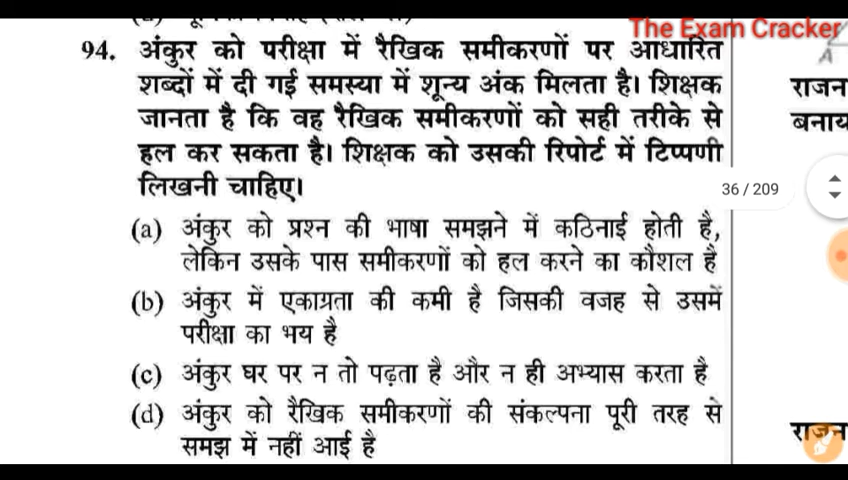 The Exam Cracker
94. अंकुर को परीक्षा में रैखिक समीकरणों पर आधारित
शब्दों में दी गई समस्या में शून्य अंक मिलता है। शिक्षक
जानता है कि वह रैखिक समीकरणों को सही तरीके से
हल कर सकता है। शिक्षक को उसकी रिपोर्ट में टिप्पणी
लिखनी चाहिए।
(a) अंकुर को प्रश्न की भाषा समझने में कठिनाई होती है,
लेकिन उसके पास समीकरणों को हल करने का कौशल है
(b) अंकुर में एकाग्रता की कमी है जिसकी वजह से उसमें
परीक्षा का भय है
(c) अंकुर घर पर न तो पढ़ता है और न ही अभ्यास करता है
(d) अंकुर को रैखिक समीकरणों की संकल्पना पूरी तरह से
समझ में नहीं आई है
A
राजन
बनाय
36 / 209
राजन